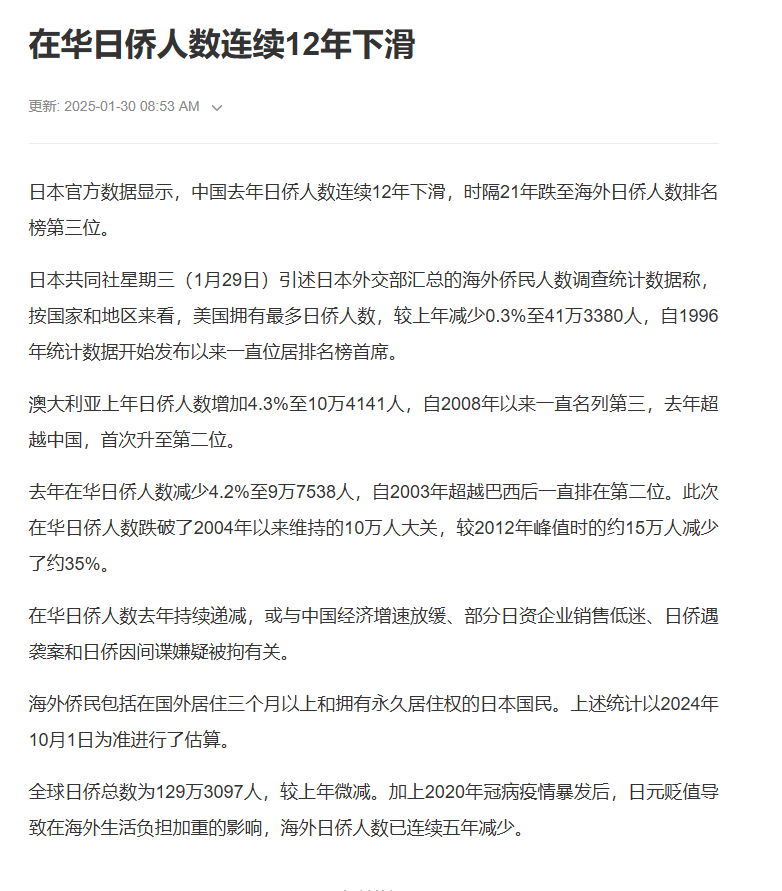 在华日侨人数连续12年下滑
更新: 2025-01-30 08:53 AM
日本官方数据显示，中国去年日侨人数连续12年下滑，时隔21年跌至海外日侨人数排名
榜第三位。
日本共同社星期三（1月29日）引述日本外交部汇总的海外侨民人数调查统计数据称，
按国家和地区来看，美国拥有最多日侨人数，较上年减少0.3%至41万3380人，自1996
年统计数据开始发布以来一直位居排名榜首席。
澳大利亚上年日侨人数增加4.3%至10万4141人，自2008年以来一直名列第三，去年超
越中国，首次升至第二位。
去年在华日侨人数减少4.2%至9万7538人，自2003年超越巴西后一直排在第二位。此次
在华日侨人数跌破了2004年以来维持的10万人大关，较2012年峰值时的约15万人减少
了约35%。
在华日侨人数去年持续递减，或与中国经济增速放缓、部分日资企业销售低迷、日侨遇
袭案和日侨因间谍嫌疑被拘有关。
海外侨民包括在国外居住三个月以上和拥有永久居住权的日本国民。上述统计以2024年
10月1日为准进行了估算。
全球日侨总数为129万3097人，较上年微减。加上2020年冠病疫情暴发后，日元贬值导
致在海外生活负担加重的影响，海外日侨人数已连续五年减少。